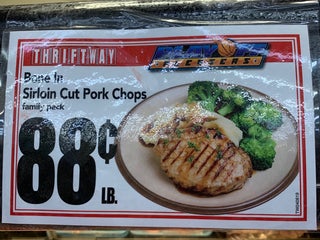 THRIFTWAY
Bone In
Sirloin Cut Pork Chops
family pack
88¢
LB.